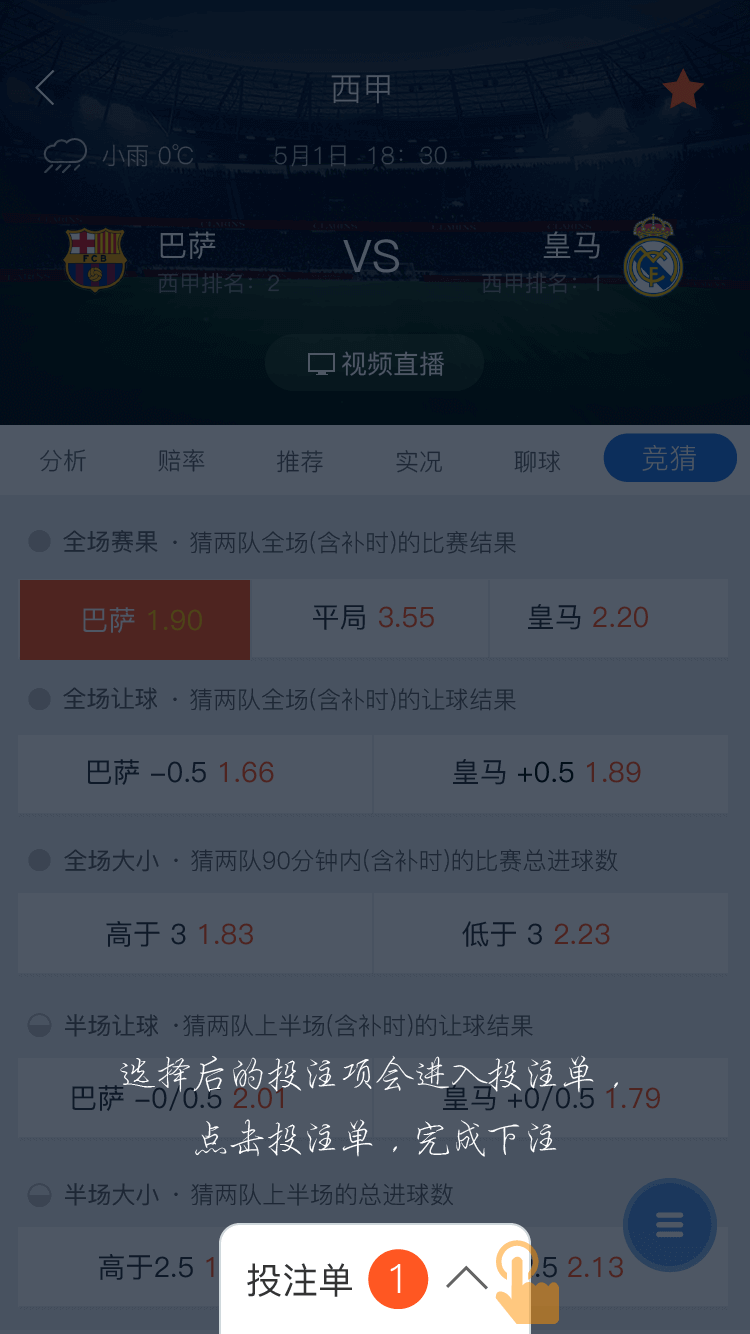 西甲
小雨 0℃ 5月1日 18：30
巴萨 VS 皇马
西甲排名：2 西甲排名：1
FCB
视频直播
分析 赔率 推荐 实况 聊球 竞猜
全场赛果 · 猜两队全场(含补时)的比赛结果
巴萨 1.90 平局 3.55 皇马 2.20
全场让球 · 猜两队全场(含补时)的让球结果
巴萨 -0.5 1.66 皇马 +0.5 1.89
全场大小 · 猜两队90分钟内(含补时)的比赛总进球数
高于 3 1.83 低于 3 2.23
半场让球 ·猜两队上半场(含补时)的让球结果
选择后的投注项会进入投注单，
巴萨 -0/0.5 2.01 皇马 +0/0.5 1.79
点击投注单，完成下注
半场大小 · 猜两队上半场的总进球数
高于2.5 1 .5 2.13
投注单 1